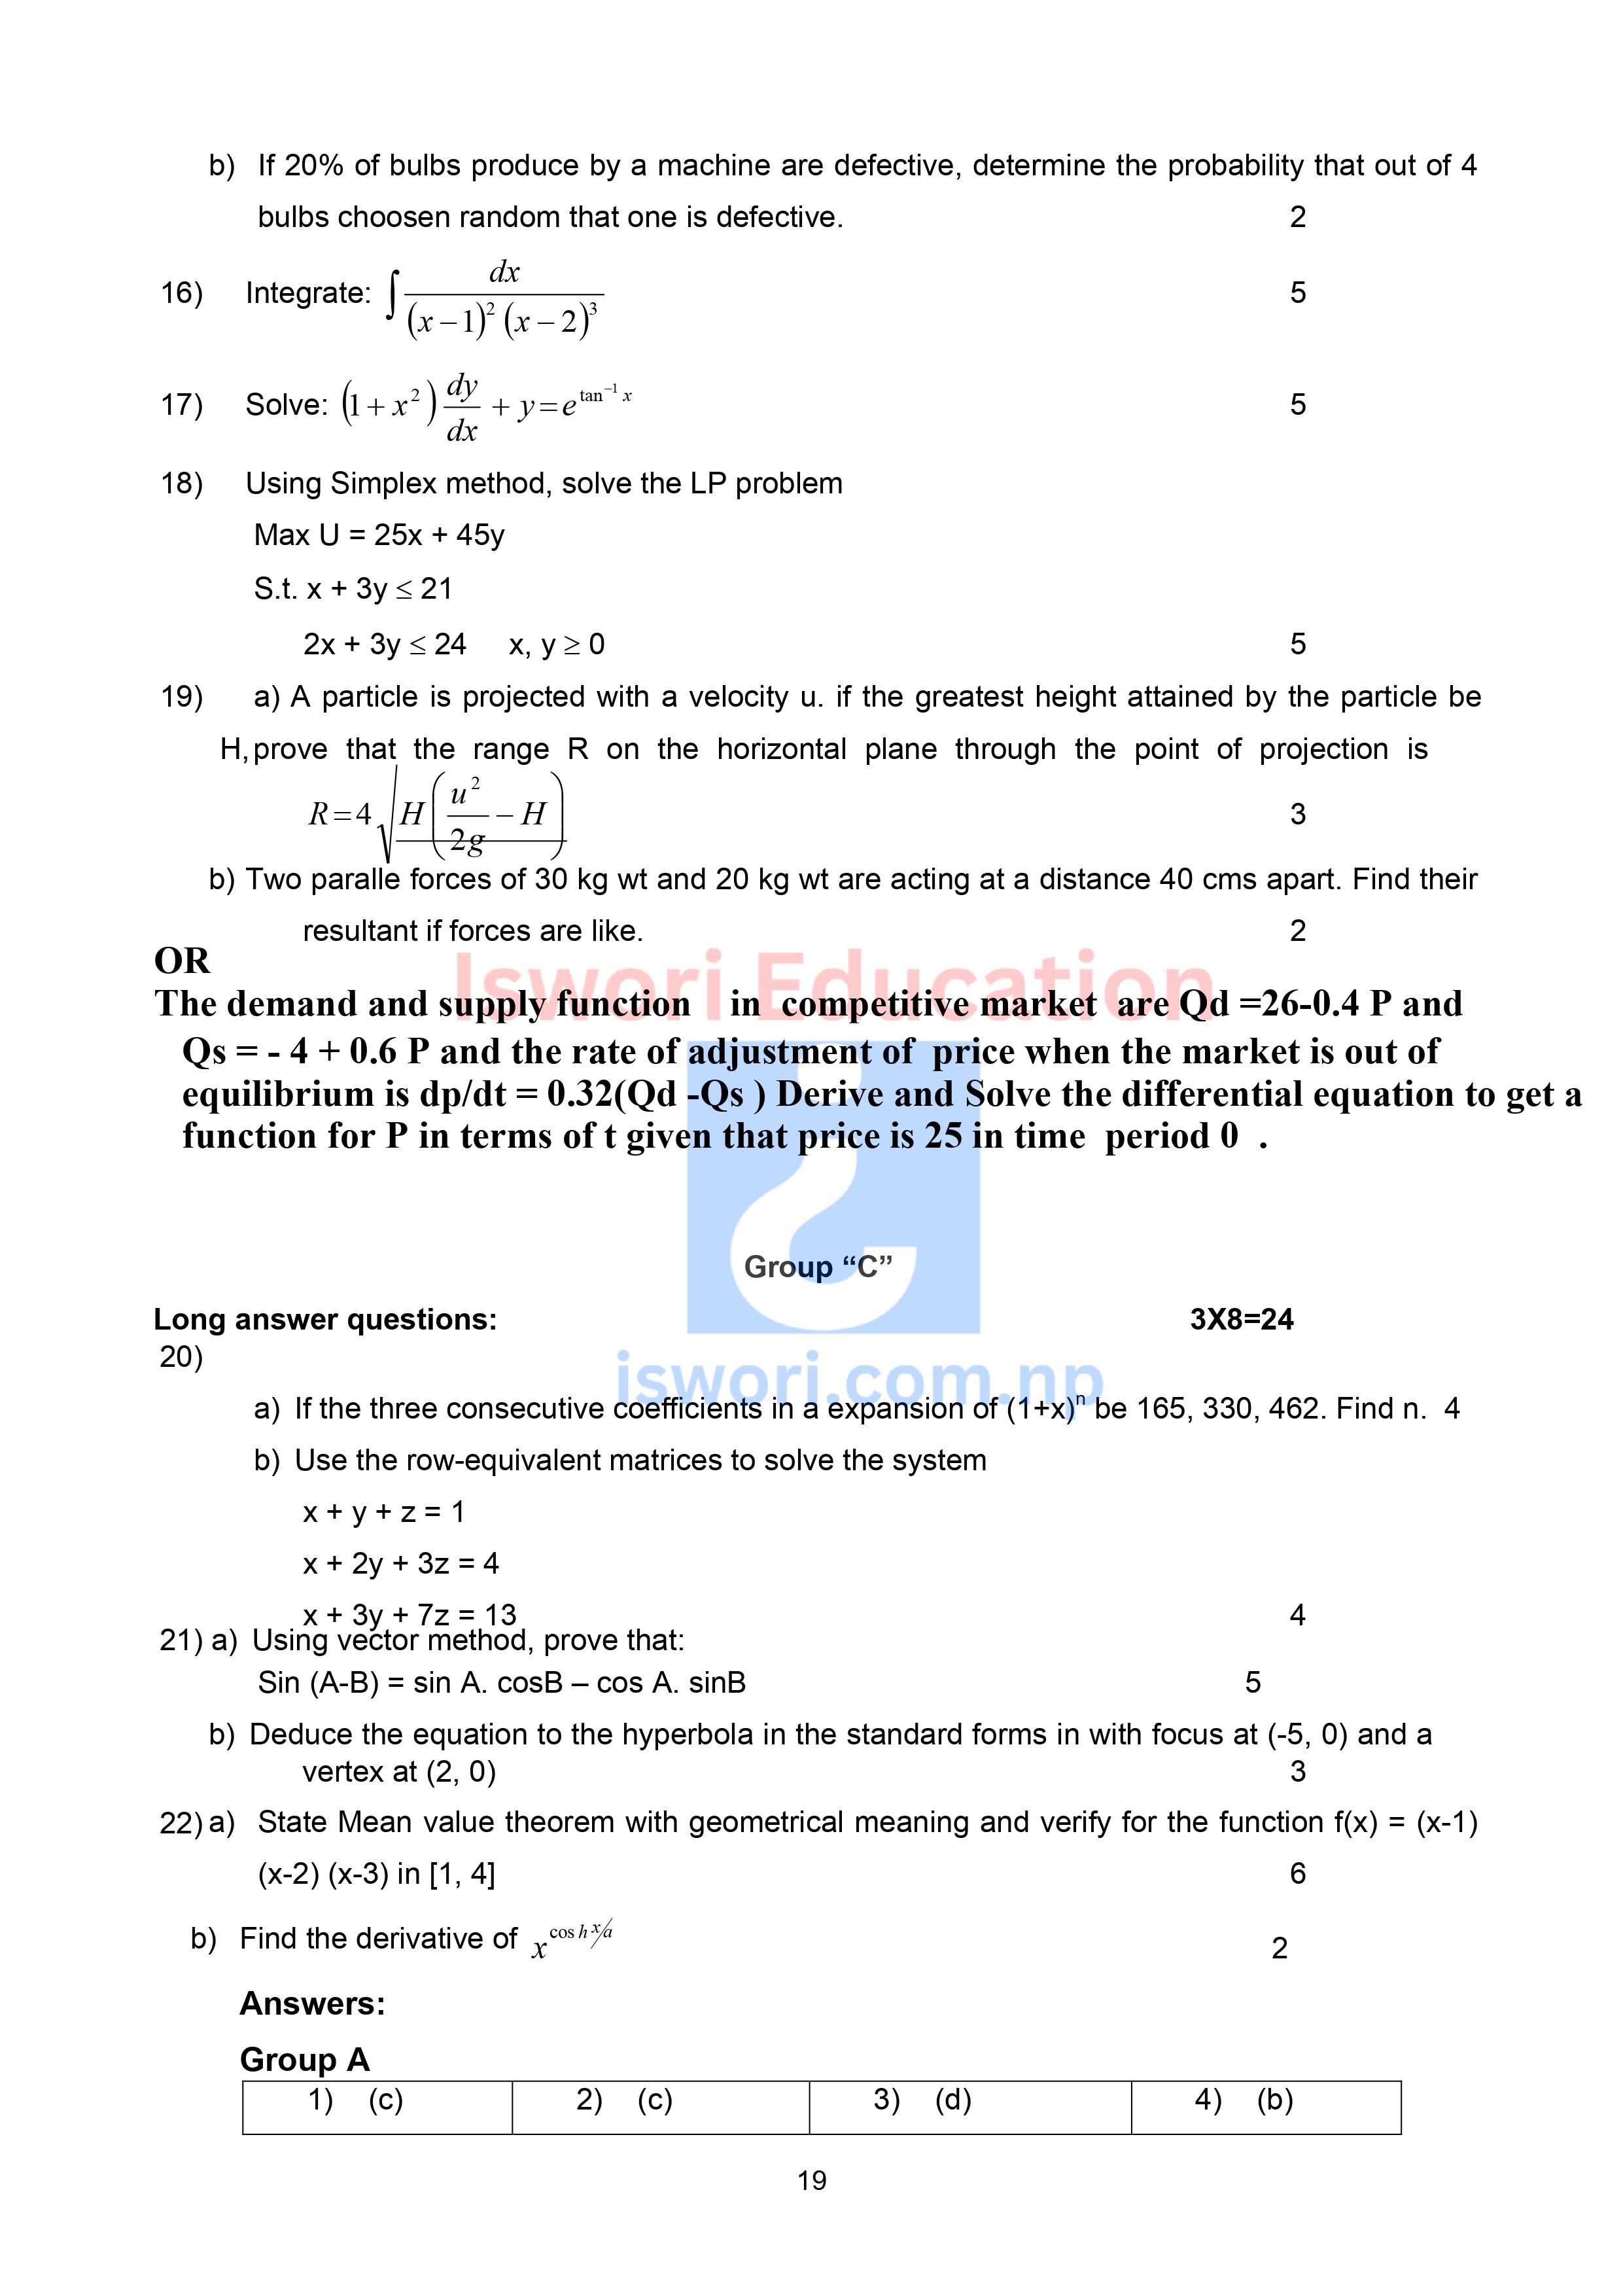 b) If 20% of bulbs produce by a machine are defective, determine the probability that out of 4
bulbs choosen random that one is defective. 2
16) Integrate: ∫ dx / (x – 1)² (x – 2)³ 5
17) Solve: (1 + x²) dy/dx + y = e^(tan⁻¹ x) 5
18) Using Simplex method, solve the LP problem
Max U = 25x + 45y
S.t. x + 3y ≤ 21
2x + 3y ≤ 24 x, y ≥ 0 5
19) a) A particle is projected with a velocity u. if the greatest height attained by the particle be
H, prove that the range R on the horizontal plane through the point of projection is
R = 4 √(H (u²/2g – H)) 3
b) Two paralle forces of 30 kg wt and 20 kg wt are acting at a distance 40 cms apart. Find their
resultant if forces are like. 2
OR
Iswori Education
The demand and supply function in competitive market are Qd =26-0.4 P and
Qs = - 4 + 0.6 P and the rate of adjustment of price when the market is out of
equilibrium is dp/dt = 0.32(Qd -Qs ) Derive and Solve the differential equation to get a
function for P in terms of t given that price is 25 in time period 0 .
Group “C”
Long answer questions: 3X8=24
20)
iswori.com.np
a) If the three consecutive coefficients in a expansion of (1+x)ⁿ be 165, 330, 462. Find n. 4
b) Use the row-equivalent matrices to solve the system
x + y + z = 1
x + 2y + 3z = 4
x + 3y + 7z = 13 4
21) a) Using vector method, prove that:
Sin (A-B) = sin A. cosB – cos A. sinB 5
b) Deduce the equation to the hyperbola in the standard forms in with focus at (-5, 0) and a
vertex at (2, 0) 3
22) a) State Mean value theorem with geometrical meaning and verify for the function f(x) = (x-1)
(x-2) (x-3) in [1, 4] 6
b) Find the derivative of x^(cos h x/a) 2
Answers:
Group A
1) (c) 2) (c) 3) (d) 4) (b)
19